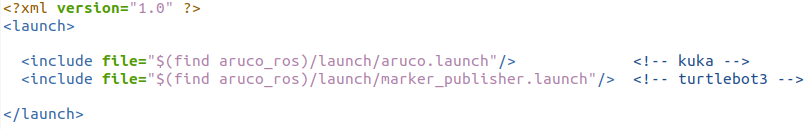 <?xml version="1.0" ?>
<launch>
<include file="$(find aruco_ros)/launch/aruco.launch"/> <!-- kuka -->
<include file="$(find aruco_ros)/launch/marker_publisher.launch"/> <!-- turtlebot3 -->
</launch>